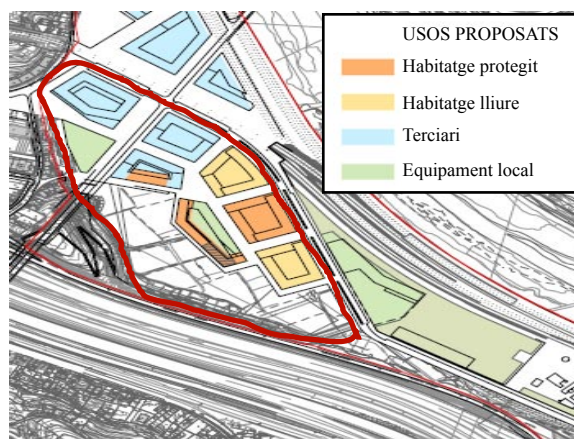 USOS PROPOSATS
Habitatge protegit
Habitatge lliure
Terciari
Equipament local